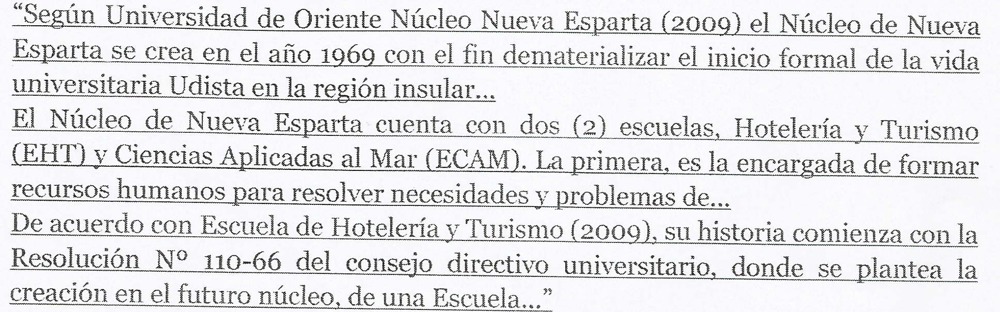 “Según Universidad de Oriente Núcleo Nueva Esparta (2009) el Núcleo de Nueva
Esparta se crea en el año 1969 con el fin dematerializar el inicio formal de la vida
universitaria Udista en la región insular...
El Núcleo de Nueva Esparta cuenta con dos (2) escuelas, Hotelería y Turismo
(EHT) y Ciencias Aplicadas al Mar (ECAM). La primera, es la encargada de formar
recursos humanos para resolver necesidades y problemas de...
De acuerdo con Escuela de Hotelería y Turismo (2009), su historia comienza con la
Resolución Nº 110-66 del consejo directivo universitario, donde se plantea la
creación en el futuro núcleo, de una Escuela...”